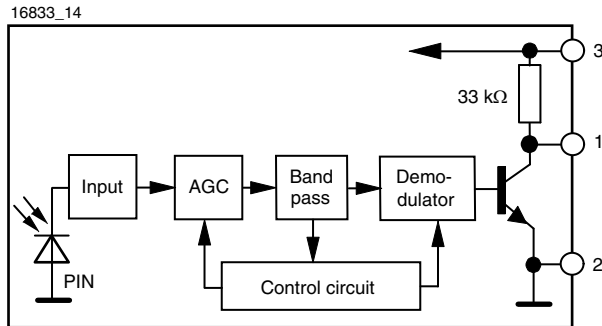 16833_14
3
33 kΩ
1
Input
AGC
Band
pass
Demo-
dulator
2
PIN
Control circuit